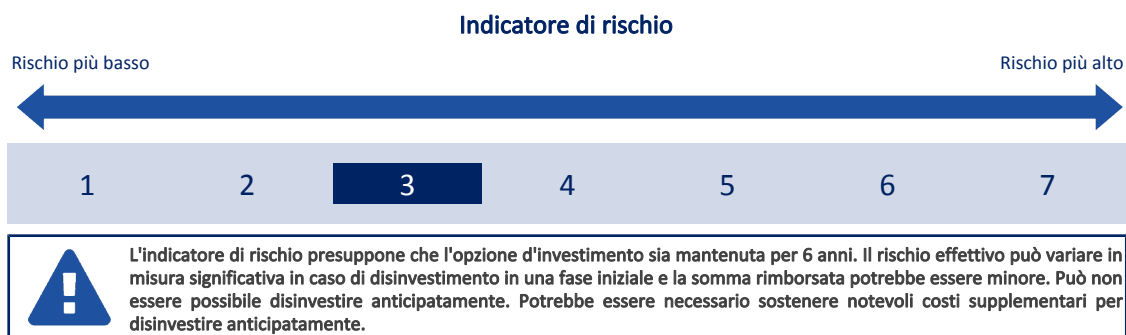 Indicatore di rischio
Rischio più basso
Rischio più alto
1 2 3 4 5 6 7
L'indicatore di rischio presuppone che l'opzione d'investimento sia mantenuta per 6 anni. Il rischio effettivo può variare in
misura significativa in caso di disinvestimento in una fase iniziale e la somma rimborsata potrebbe essere minore. Può non
essere possibile disinvestire anticipatamente. Potrebbe essere necessario sostenere notevoli costi supplementari per
disinvestire anticipatamente.